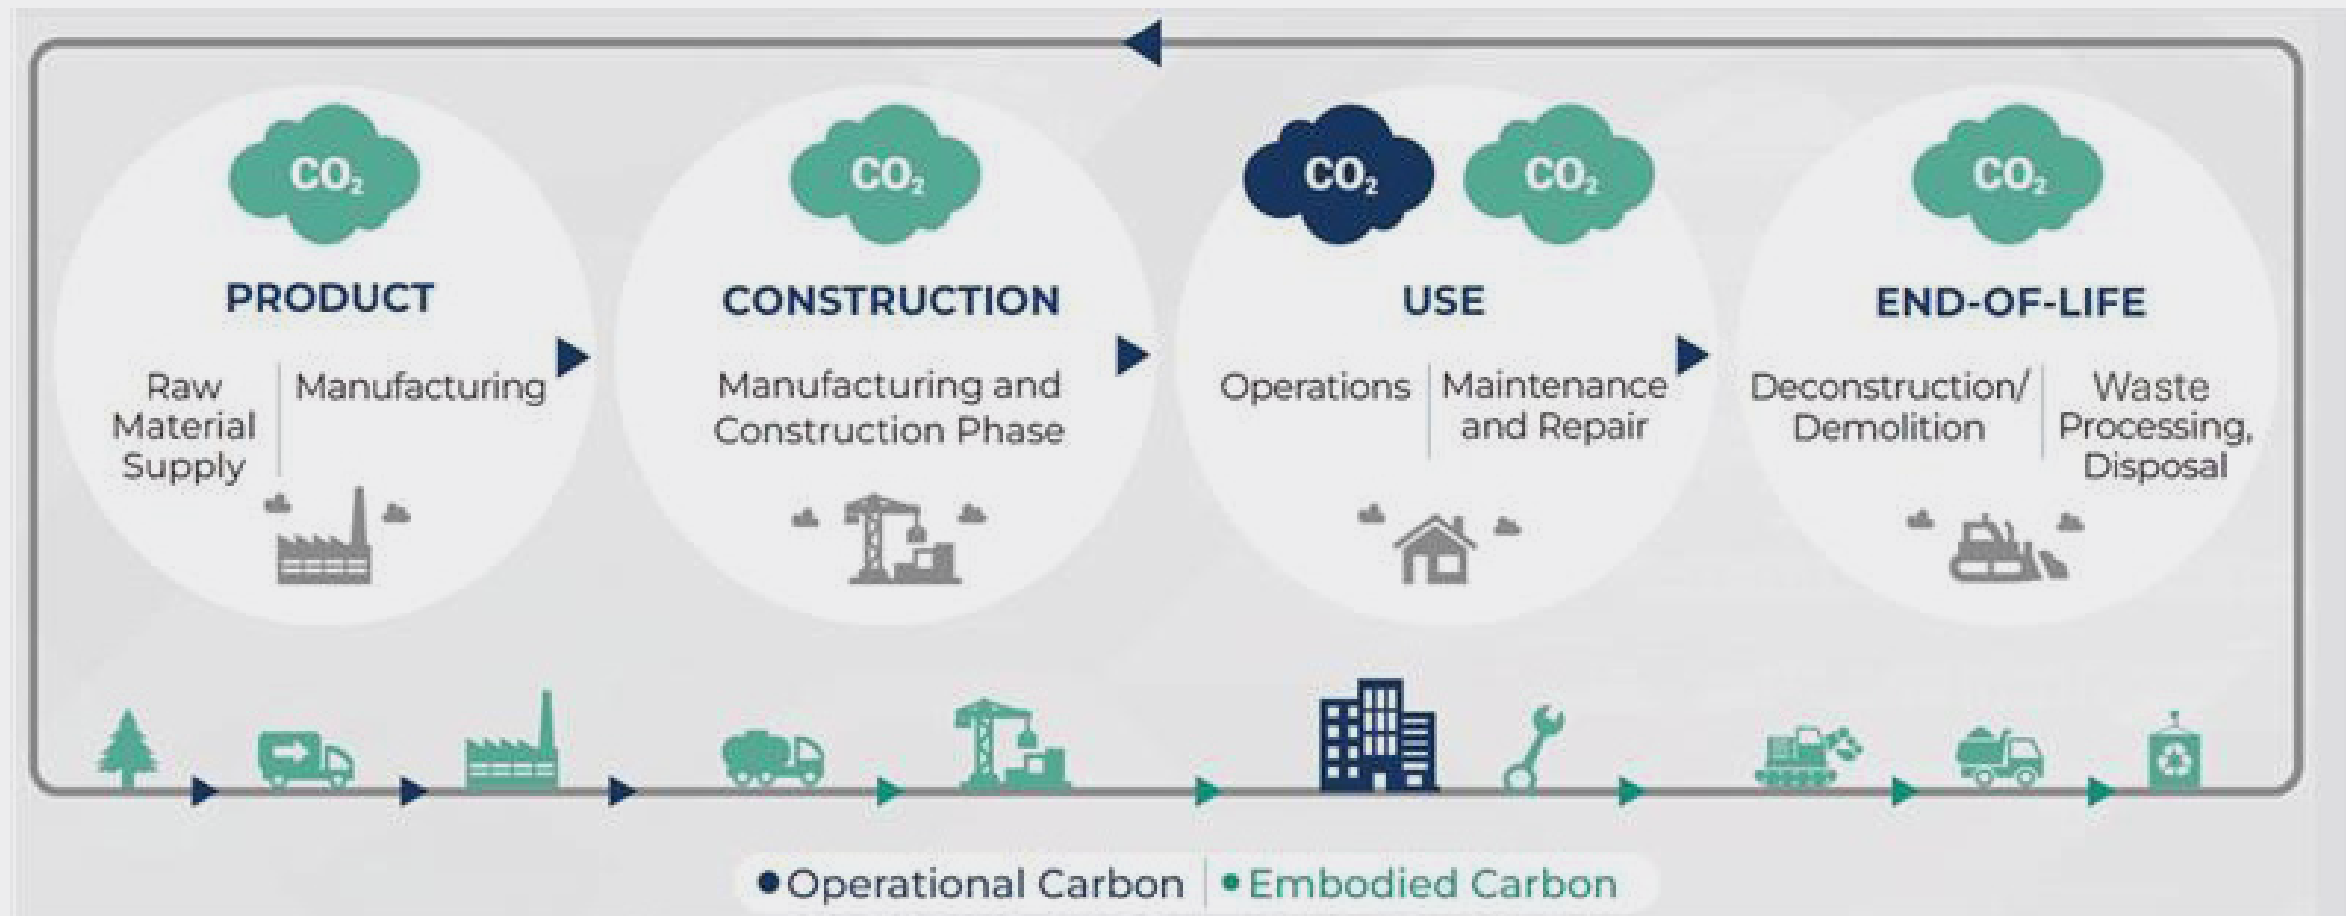 CO₂
PRODUCT
Raw
Material
Supply
Manufacturing
CO₂
CONSTRUCTION
Manufacturing and
Construction Phase
CO₂
CO₂
USE
Operations
Maintenance
and Repair
CO₂
END-OF-LIFE
Deconstruction/
Demolition
Waste
Processing,
Disposal
Operational Carbon
Embodied Carbon